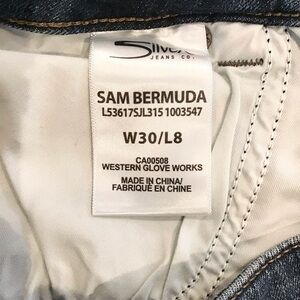 Silver
JEANS CO.
SAM BERMUDA
L53617SJL315 1003547
W30/L8
CA00508
WESTERN GLOVE WORKS
MADE IN CHINA/
FABRIQUÉ EN CHINE